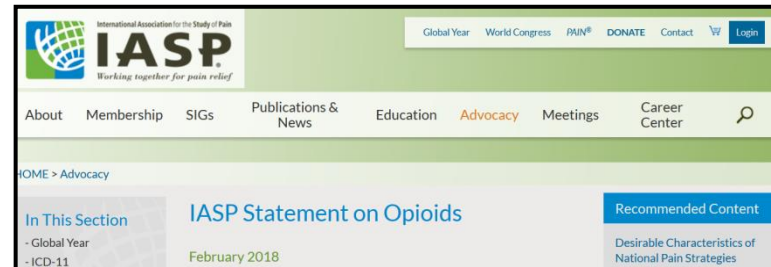 International Association for the Study of Pain
IASP
Working together for pain relief
Global Year World Congress PAIN® DONATE Contact Login
About Membership SIGs Publications & News Education Advocacy Meetings Career Center
HOME > Advocacy
In This Section
- Global Year
- ICD-11
IASP Statement on Opioids
February 2018
Recommended Content
Desirable Characteristics of
National Pain Strategies